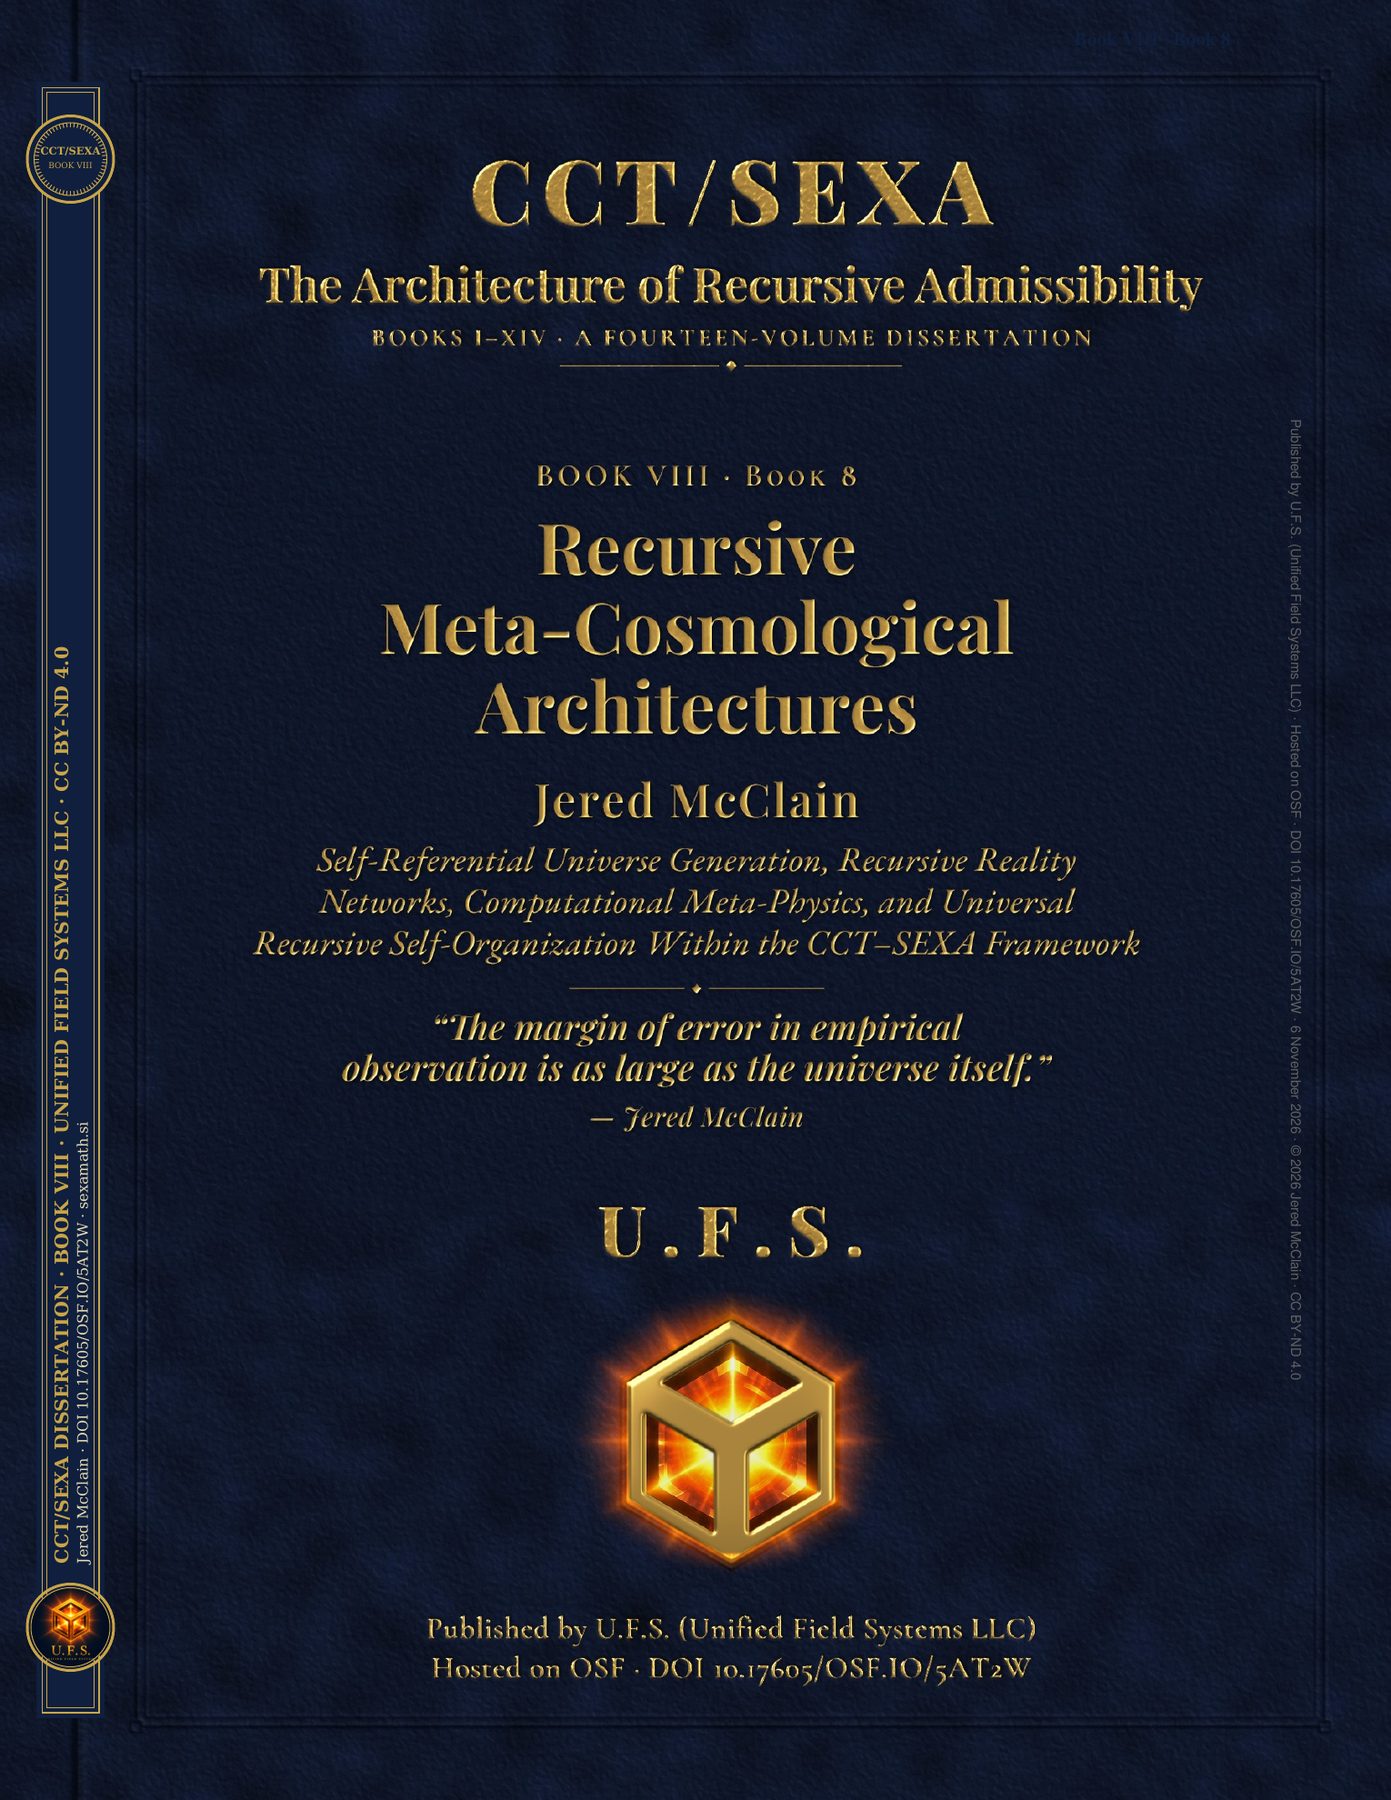 Book VIII · Book 8
CCT/SEXA
The Architecture of Recursive Admissibility
BOOKS I–XIV · A FOURTEEN-VOLUME DISSERTATION
BOOK VIII · Book 8
Recursive
Meta-Cosmological
Architectures
Jered McClain
Self-Referential Universe Generation, Recursive Reality
Networks, Computational Meta-Physics, and Universal
Recursive Self-Organization Within the CCT–SEXA Framework
“The margin of error in empirical
observation is as large as the universe itself.”
— Jered McClain
U.F.S.
Published by U.F.S. (Unified Field Systems LLC)
Hosted on OSF · DOI 10.17605/OSF.IO/5AT2W
CCT/SEXA
BOOK VIII
CCT/SEXA DISSERTATION · BOOK VIII · UNIFIED FIELD SYSTEMS LLC · CC BY-ND 4.0
Jered McClain · DOI 10.17605/OSF.IO/5AT2W · sexamath.si
U.F.S.
Published by U.F.S. (Unified Field Systems LLC) · Hosted on OSF · DOI 10.17605/OSF.IO/5AT2W · 6 November 2026 · © 2026 Jered McClain · CC BY-ND 4.0